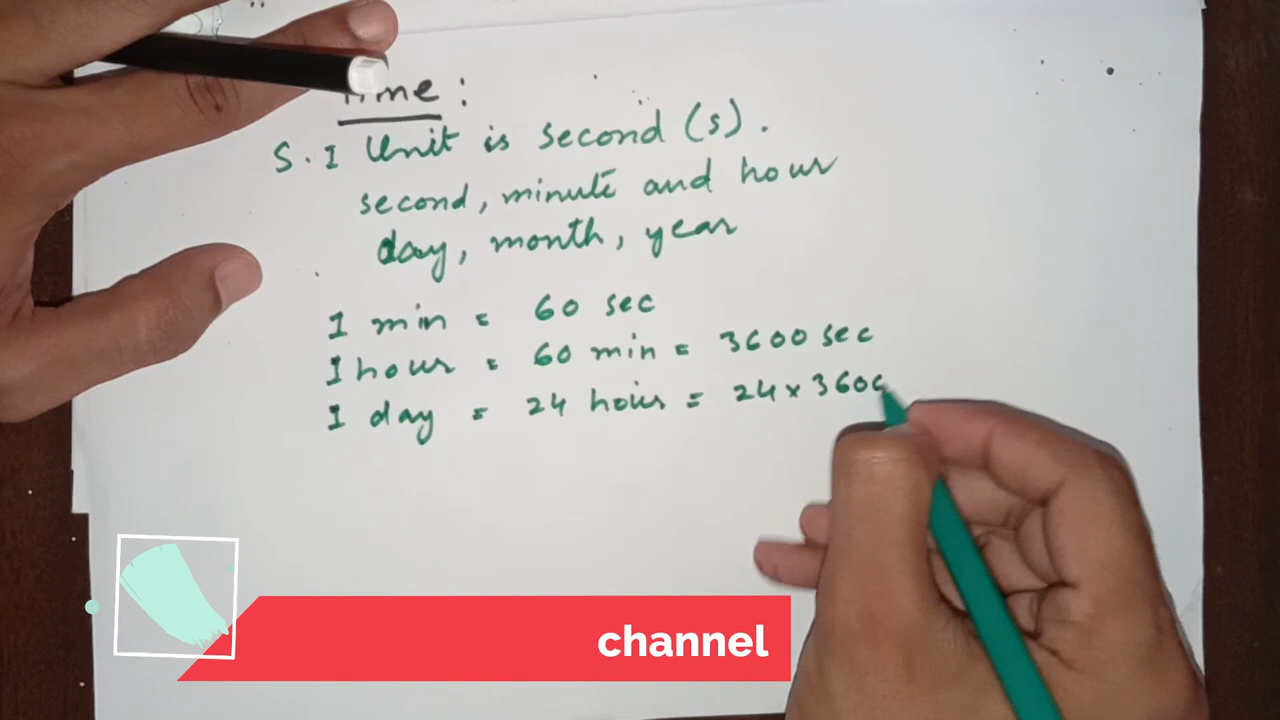 Time :
S.I Unit is second (s).
second, minute and hour
day, month, year
1 min = 60 sec
1 hour = 60 min = 3600 sec
1 day = 24 hour = 24 x 3600
channel